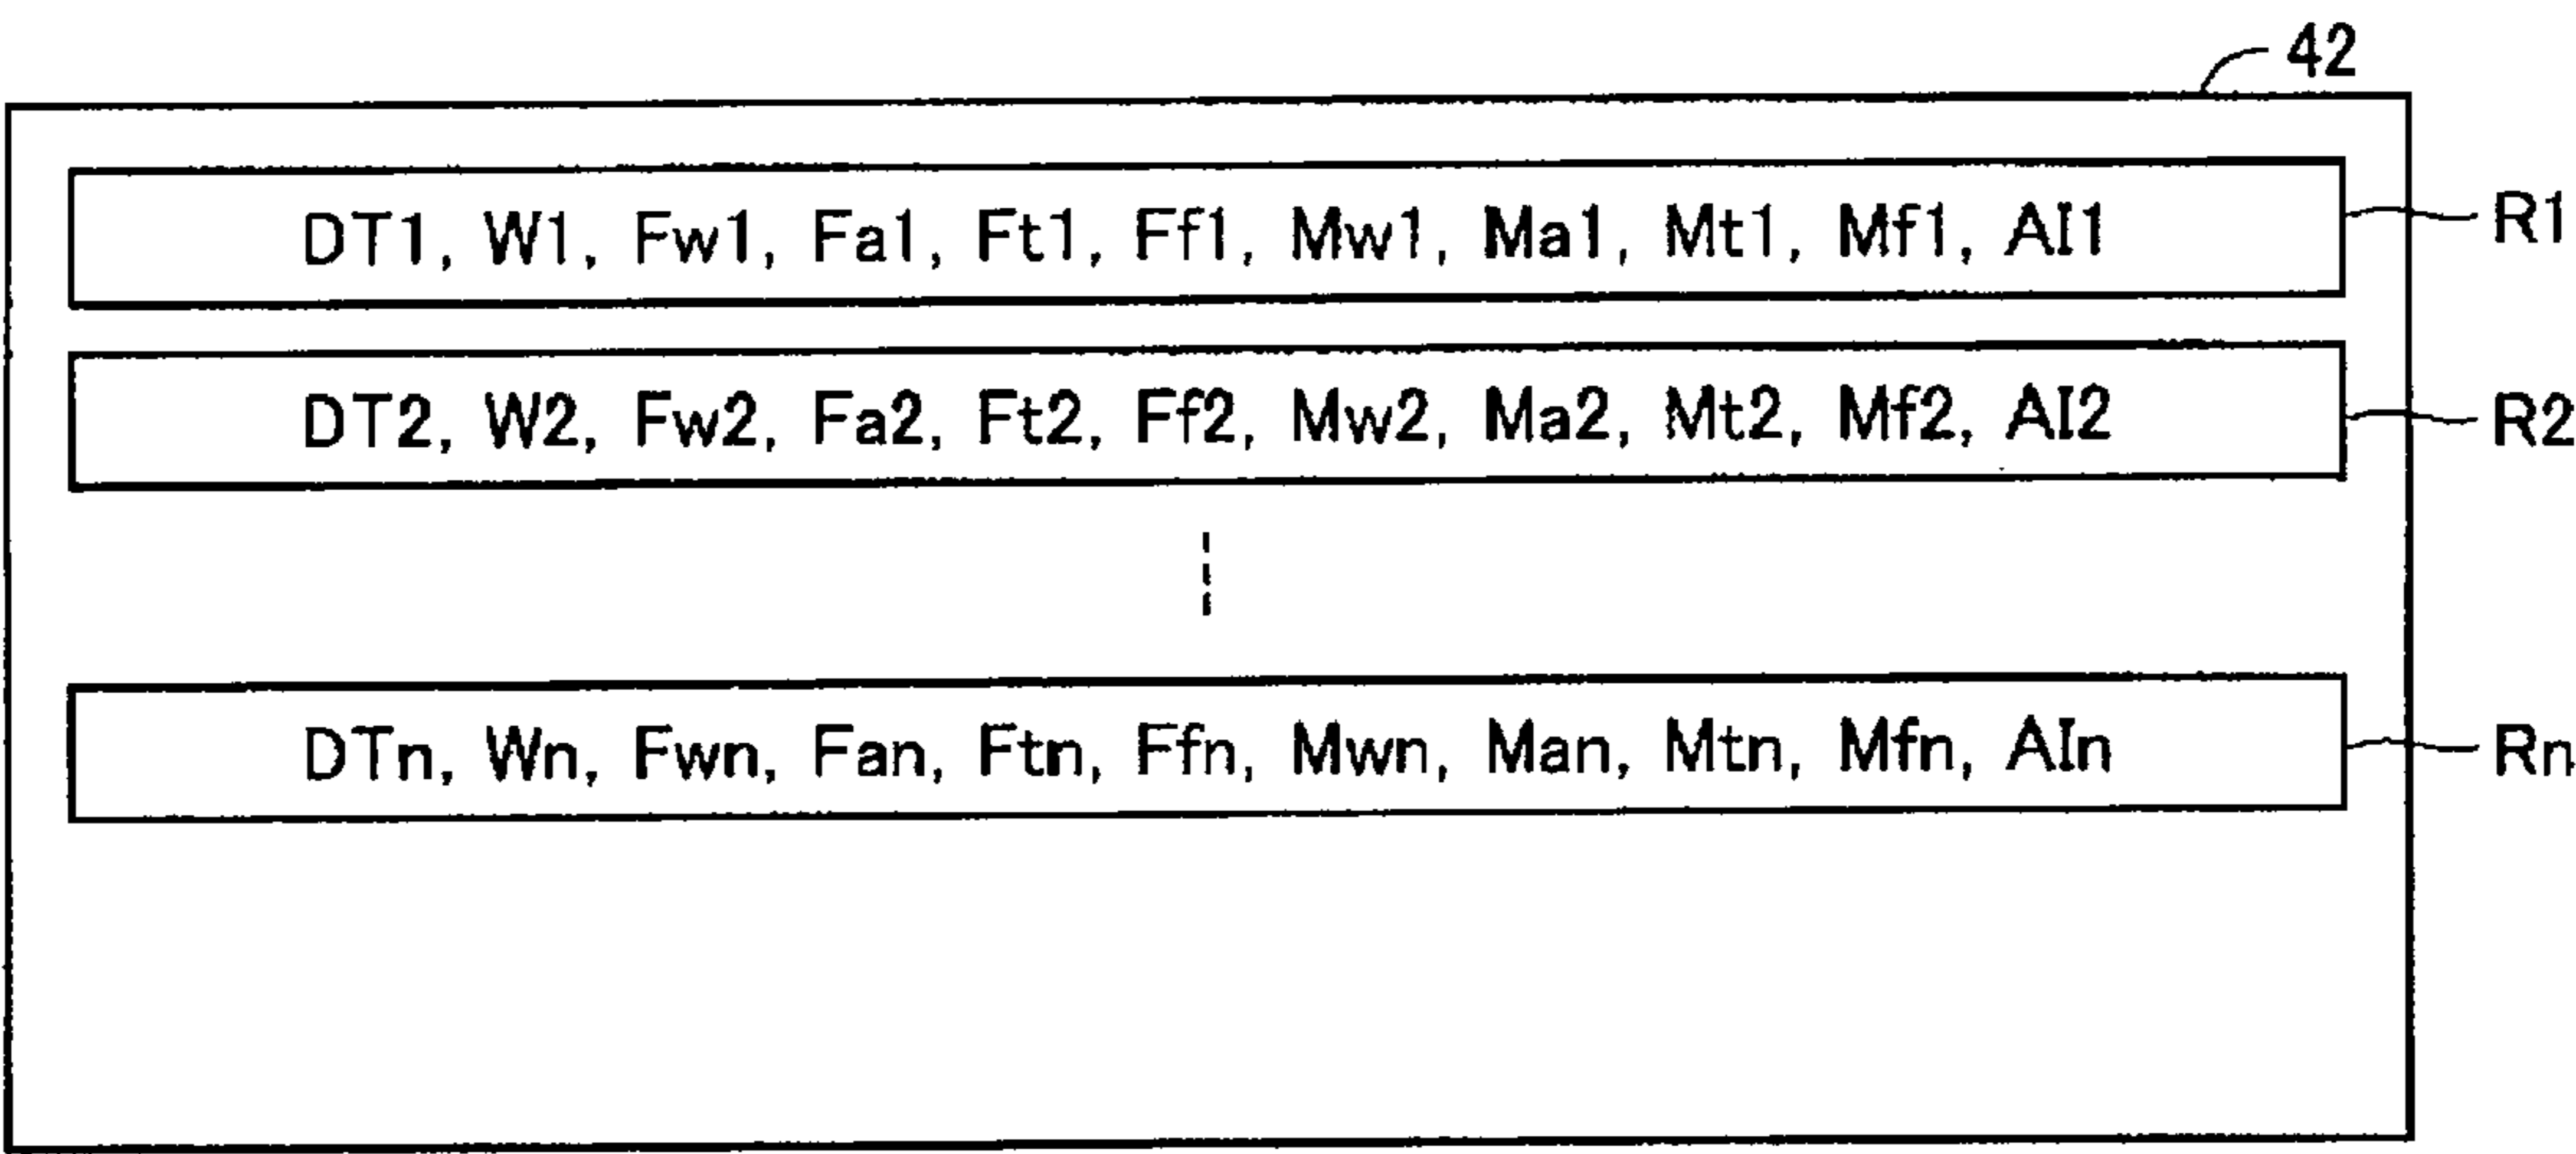 42
DT1, W1, Fw1, Fa1, Ft1, Ff1, Mw1, Ma1, Mt1, Mf1, AI1
R1
DT2, W2, Fw2, Fa2, Ft2, Ff2, Mw2, Ma2, Mt2, Mf2, AI2
R2
DTn, Wn, Fwn, Fan, Ftn, Ffn, Mwn, Man, Mtn, Mfn, AIn
Rn